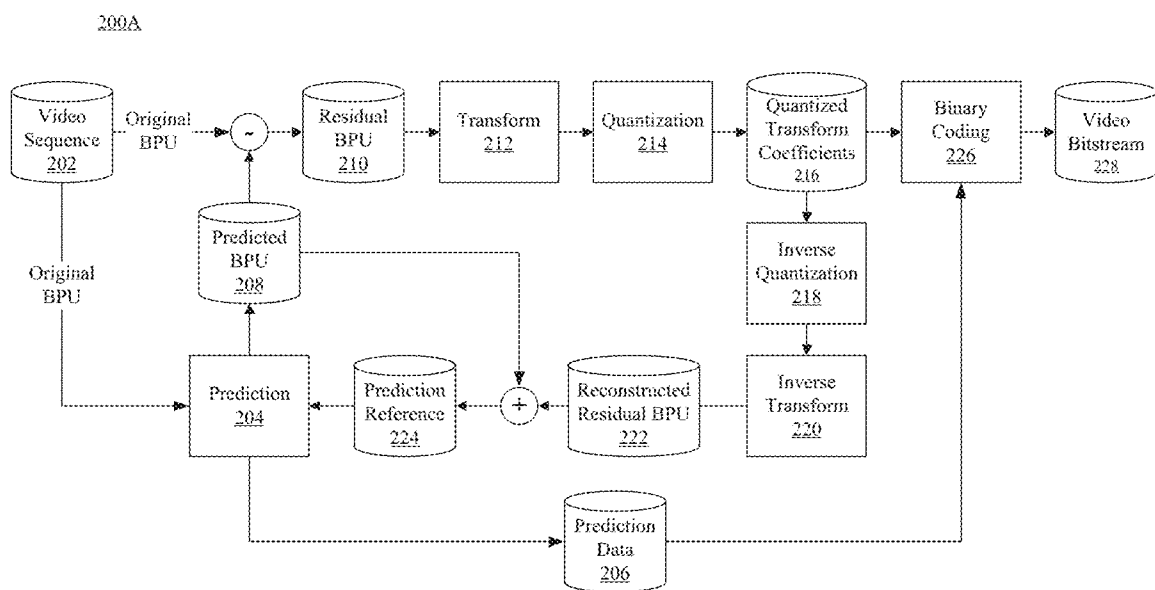 200A
Video
Sequence
202
Original
BPU
-
Residual
BPU
210
Transform
212
Quantization
214
Quantized
Transform
Coefficients
216
Binary
Coding
226
Video
Bitstream
228
Original
BPU
Predicted
BPU
208
Inverse
Quantization
218
Prediction
204
Prediction
Reference
224
+
Reconstructed
Residual BPU
222
Inverse
Transform
220
Prediction
Data
206